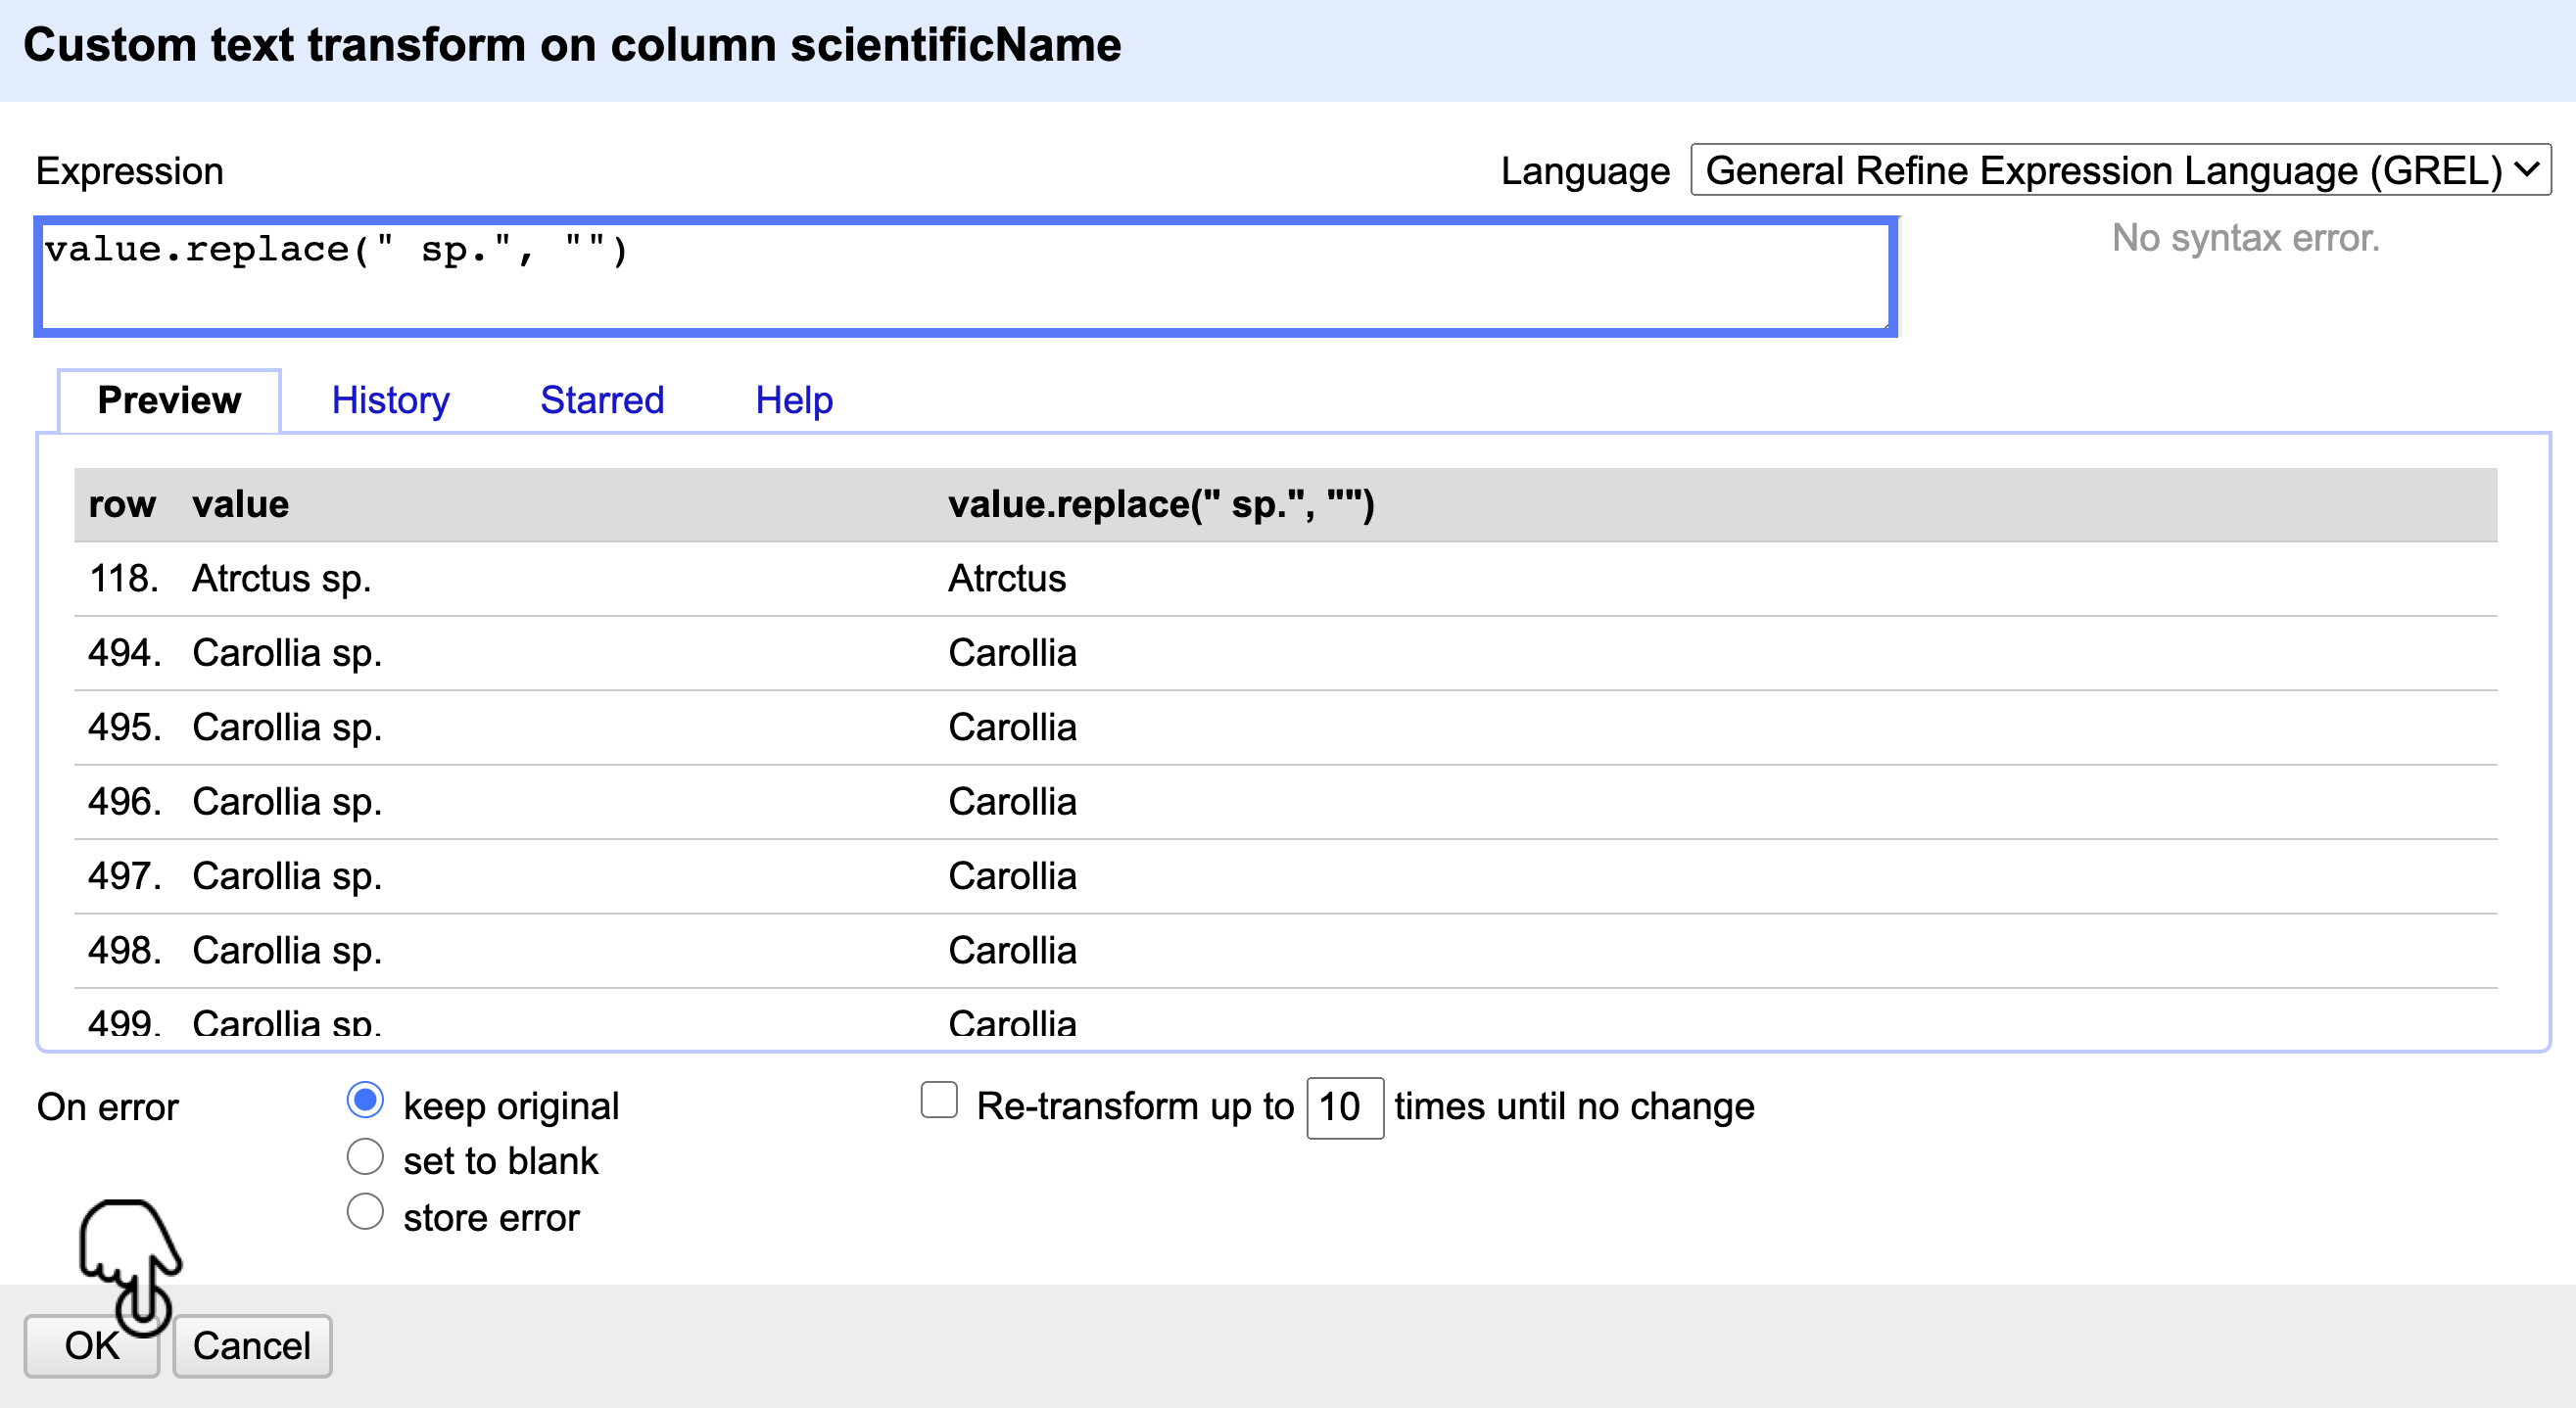 Custom text transform on column scientificName
Expression
Language General Refine Expression Language (GREL)
value.replace(" sp.", "")
No syntax error.
Preview History Starred Help
row value value.replace(" sp.", "")
118. Atrctus sp. Atrctus
494. Carollia sp. Carollia
495. Carollia sp. Carollia
496. Carollia sp. Carollia
497. Carollia sp. Carollia
498. Carollia sp. Carollia
499. Carollia sp. Carollia
On error keep original Re-transform up to 10 times until no change
set to blank
store error
OK Cancel